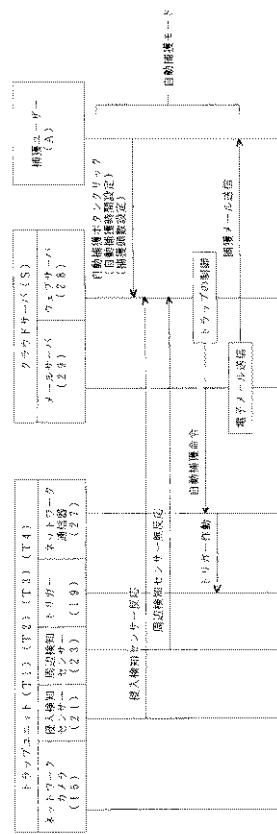 トラップユニット(T1)(T2)(T3)(T4)
ネットワーク
カメラ
(15)
侵入検知
センサー
(21)
周辺検知
センサー
(23)
トリガー
(19)
ネットワーク
通信器
(27)
クラウドサーバ(S)
メールサーバ
(29)
ウェブサーバ
(28)
捕獲ユーザー
(A)
自動捕獲ボタンクリック
(自動捕獲時間設定)
(捕獲頭数設定)
侵入検知センサー反応
周辺検知センサー無反応
トラップの制御
自動捕獲命令
トリガー作動
電子メール送信
捕獲メール送信
自動捕獲モード